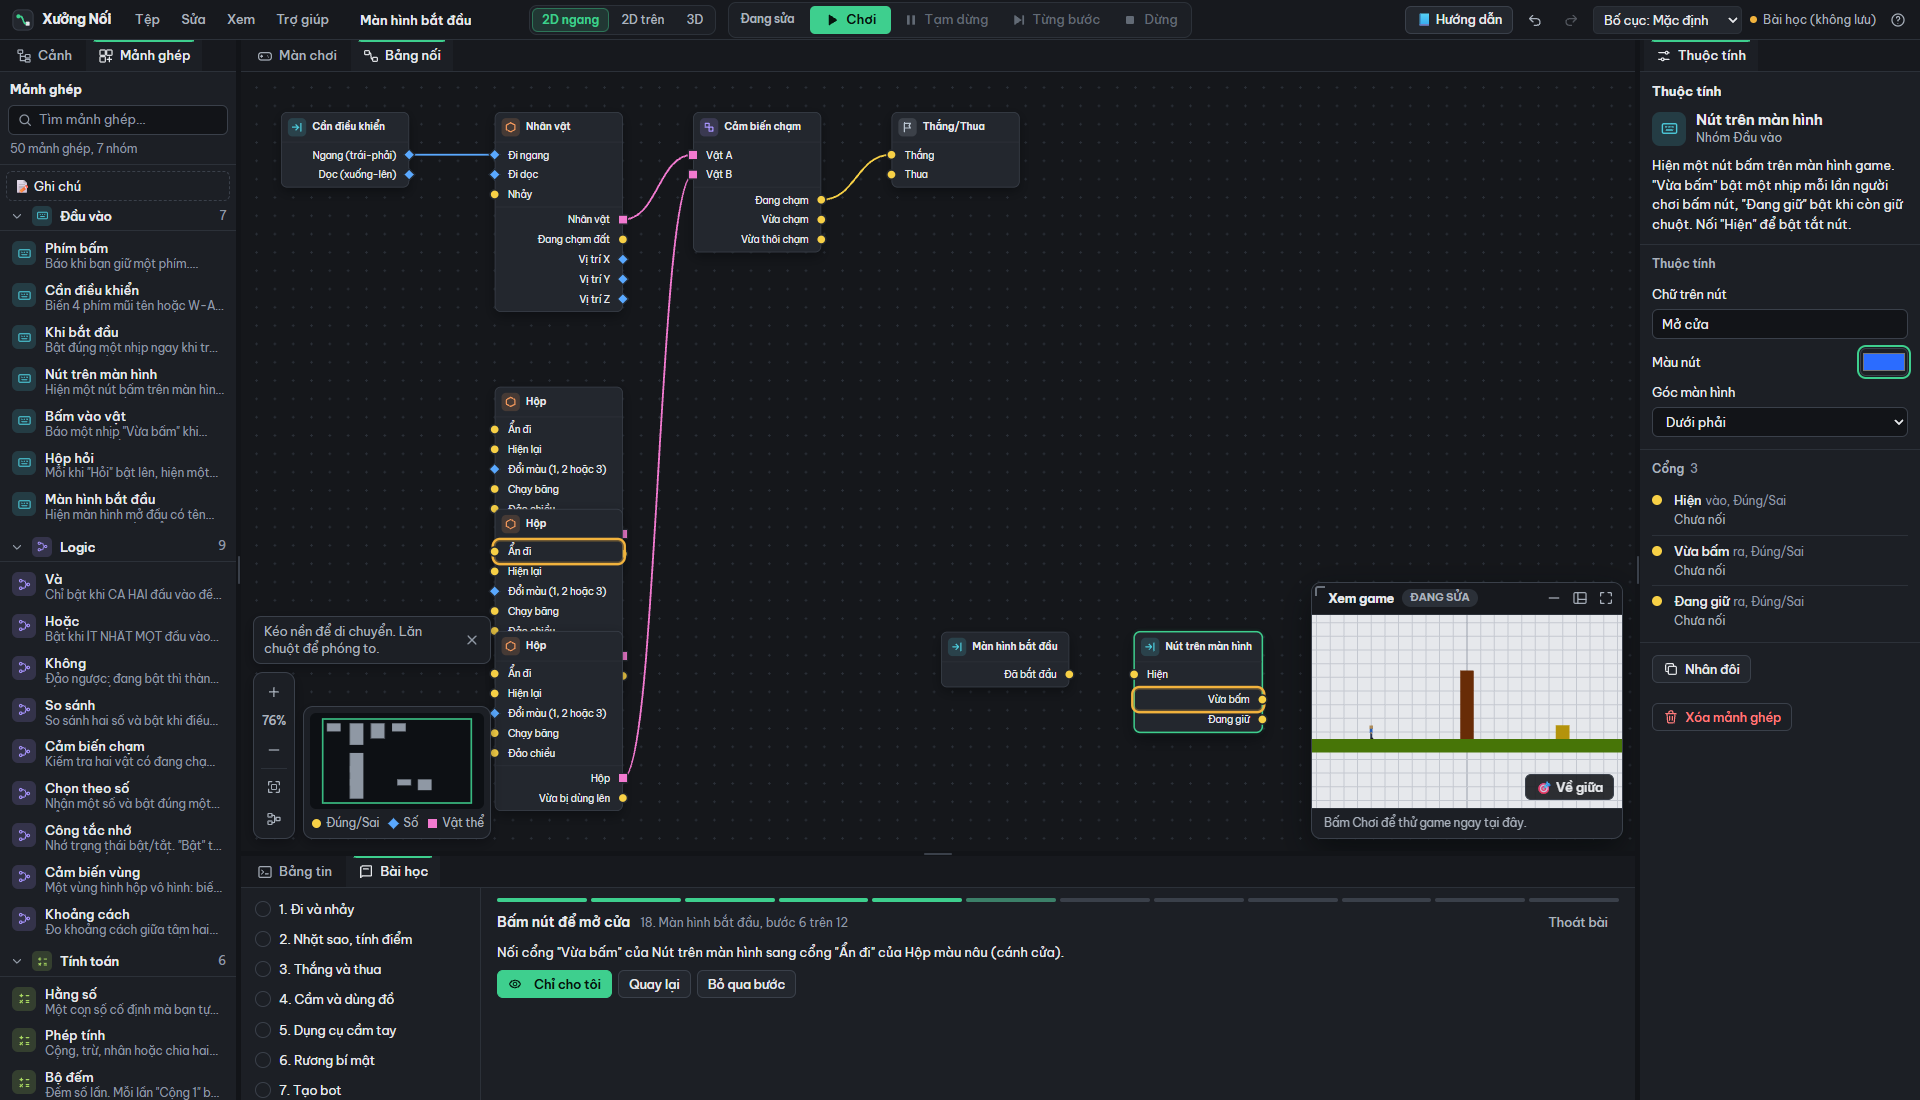 Xưởng Nối
Tệp
Sửa
Xem
Trợ giúp
Màn hình bắt đầu
2D ngang
2D trên
3D
Đang sửa
Chơi
Tạm dừng
Từng bước
Dừng
Hướng dẫn
Bố cục: Mặc định
Bài học (không lưu)
Cảnh
Mảnh ghép
Mảnh ghép
Tìm mảnh ghép...
50 mảnh ghép, 7 nhóm
Ghi chú
Đầu vào 7
Phím bấm
Báo khi bạn giữ một phím....
Cần điều khiển
Biến 4 phím mũi tên hoặc W-A...
Khi bắt đầu
Bật đúng một nhịp ngay khi tr...
Nút trên màn hình
Hiện một nút bấm trên màn hìn...
Bấm vào vật
Báo một nhịp "Vừa bấm" khi...
Hộp hỏi
Mỗi khi "Hỏi" bật lên, hiện một...
Màn hình bắt đầu
Hiện màn hình mở đầu có tên...
Logic 9
Và
Chỉ bật khi CẢ HAI đầu vào đề...
Hoặc
Bật khi ÍT NHẤT MỘT đầu vào...
Không
Đảo ngược: đang bật thì thàn...
So sánh
So sánh hai số và bật khi điều...
Cảm biến chạm
Kiểm tra hai vật có đang chạ...
Chọn theo số
Nhận một số và bật đúng một...
Công tắc nhớ
Nhớ trạng thái bật/tắt. "Bật" t...
Cảm biến vùng
Một vùng hình hộp vô hình: biế...
Khoảng cách
Đo khoảng cách giữa tâm hai...
Tính toán 6
Hằng số
Một con số cố định mà bạn tự...
Phép tính
Cộng, trừ, nhân hoặc chia hai...
Bộ đếm
Đếm số lần. Mỗi lần "Cộng 1" b...
Màn chơi
Bảng nối
Cần điều khiển
Ngang (trái-phải)
Dọc (xuống-lên)
Nhân vật
Đi ngang
Đi dọc
Nhảy
Nhân vật
Đang chạm đất
Vị trí X
Vị trí Y
Vị trí Z
Cảm biến chạm
Vật A
Vật B
Đang chạm
Vừa chạm
Vừa thôi chạm
Thắng/Thua
Thắng
Thua
Hộp
Ẩn đi
Hiện lại
Đổi màu (1, 2 hoặc 3)
Chạy băng
Đảo chiều
Hộp
Ẩn đi
Hiện lại
Đổi màu (1, 2 hoặc 3)
Chạy băng
Đảo chiều
Hộp
Ẩn đi
Hiện lại
Đổi màu (1, 2 hoặc 3)
Chạy băng
Đảo chiều
Hộp
Vừa bị dùng lên
Kéo nền để di chuyển. Lăn
chuột để phóng to.
76%
Đúng/Sai
Số
Vật thể
Màn hình bắt đầu
Đã bắt đầu
Nút trên màn hình
Hiện
Vừa bấm
Đang giữ
Xem game
ĐANG SỬA
Về giữa
Bấm Chơi để thử game ngay tại đây.
Bảng tin
Bài học
1. Đi và nhảy
2. Nhặt sao, tính điểm
3. Thắng và thua
4. Cầm và dùng đồ
5. Dụng cụ cầm tay
6. Rương bí mật
7. Tạo bot
Bấm nút để mở cửa
18. Màn hình bắt đầu, bước 6 trên 12
Thoát bài
Nối cổng "Vừa bấm" của Nút trên màn hình sang cổng "Ẩn đi" của Hộp màu nâu (cánh cửa).
Chỉ cho tôi
Quay lại
Bỏ qua bước
Thuộc tính
Thuộc tính
Nút trên màn hình
Nhóm Đầu vào
Hiện một nút bấm trên màn hình game.
"Vừa bấm" bật một nhịp mỗi lần người
chơi bấm nút, "Đang giữ" bật khi còn giữ
chuột. Nối "Hiện" để bật tắt nút.
Thuộc tính
Chữ trên nút
Mở cửa
Màu nút
Góc màn hình
Dưới phải
Cổng 3
Hiện vào, Đúng/Sai
Chưa nối
Vừa bấm ra, Đúng/Sai
Chưa nối
Đang giữ ra, Đúng/Sai
Chưa nối
Nhân đôi
Xóa mảnh ghép